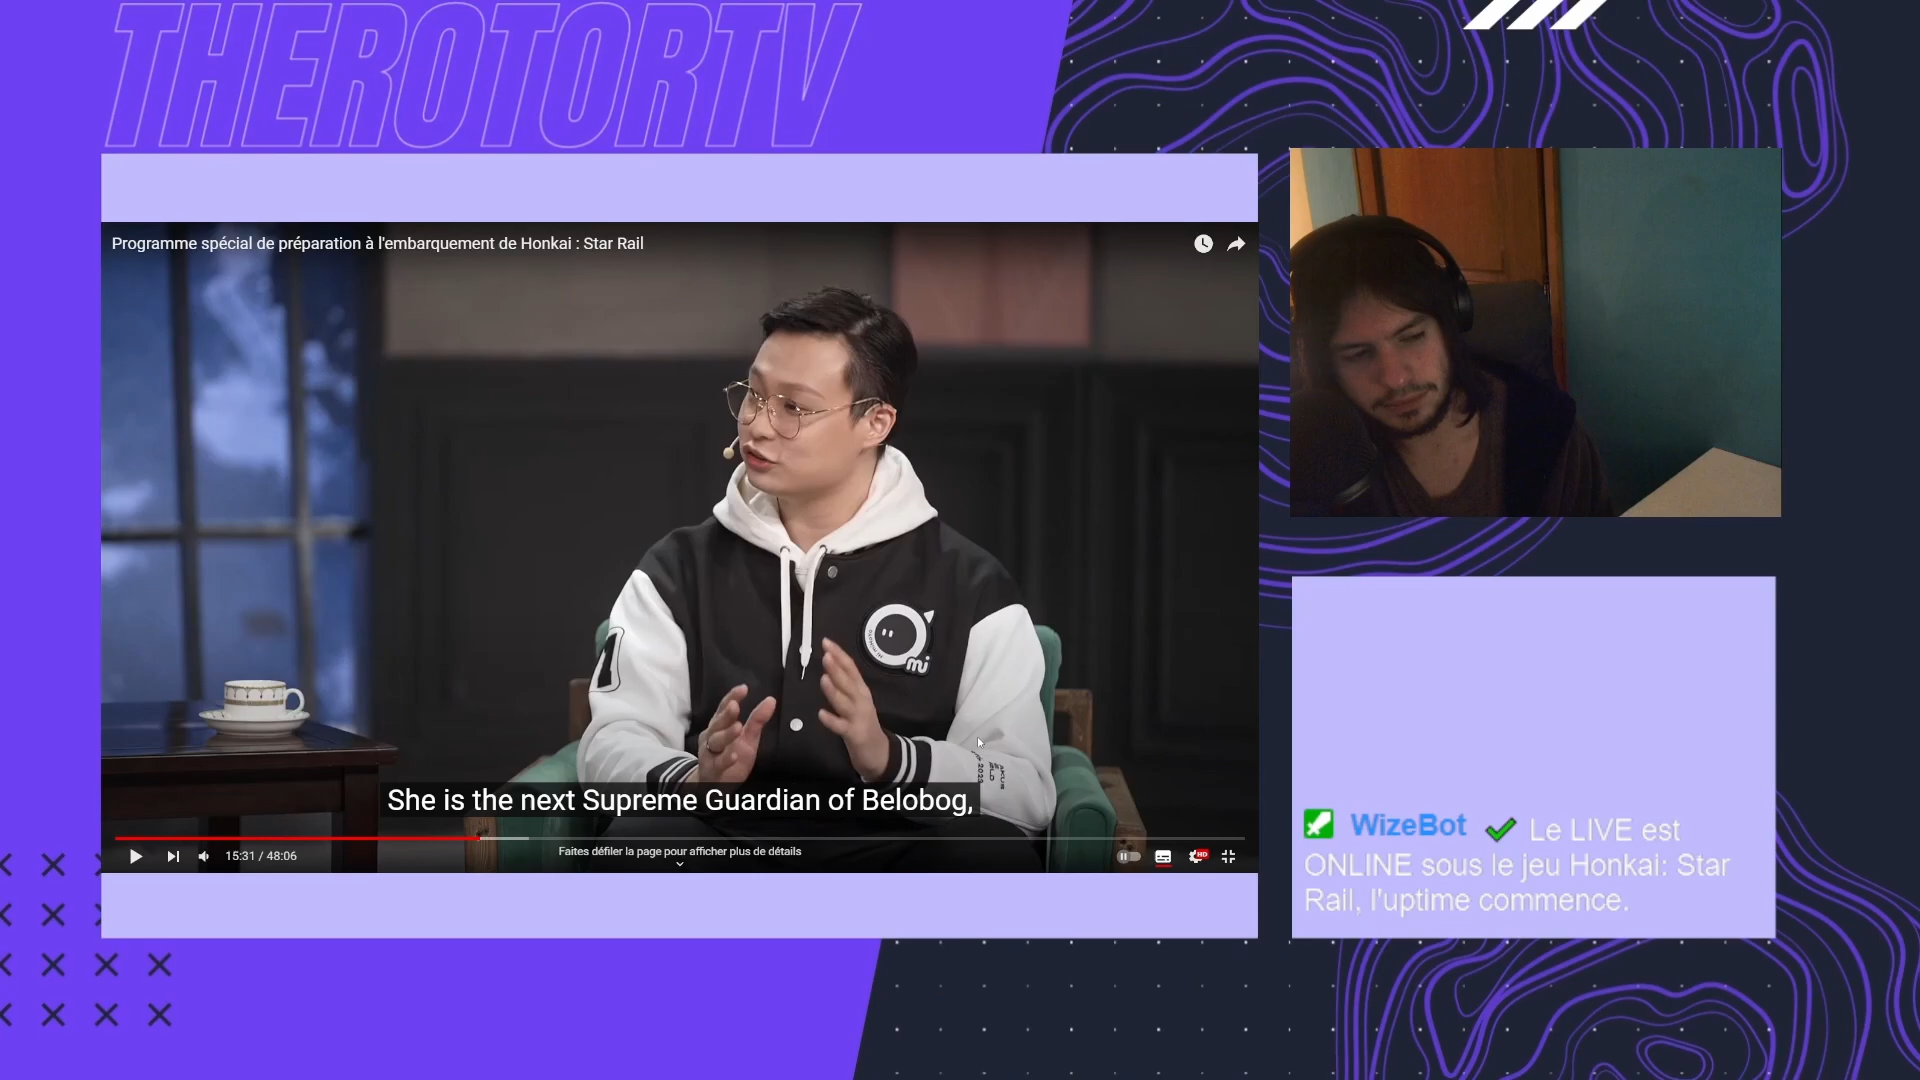 THEROTORTV
Programme spécial de préparation à l'embarquement de Honkai : Star Rail
mi
She is the next Supreme Guardian of Belobog,
15:31 / 48:06
Faites défiler la page pour afficher plus de détails
HD
WizeBot Le LIVE est
ONLINE sous le jeu Honkai: Star
Rail, l'uptime commence.